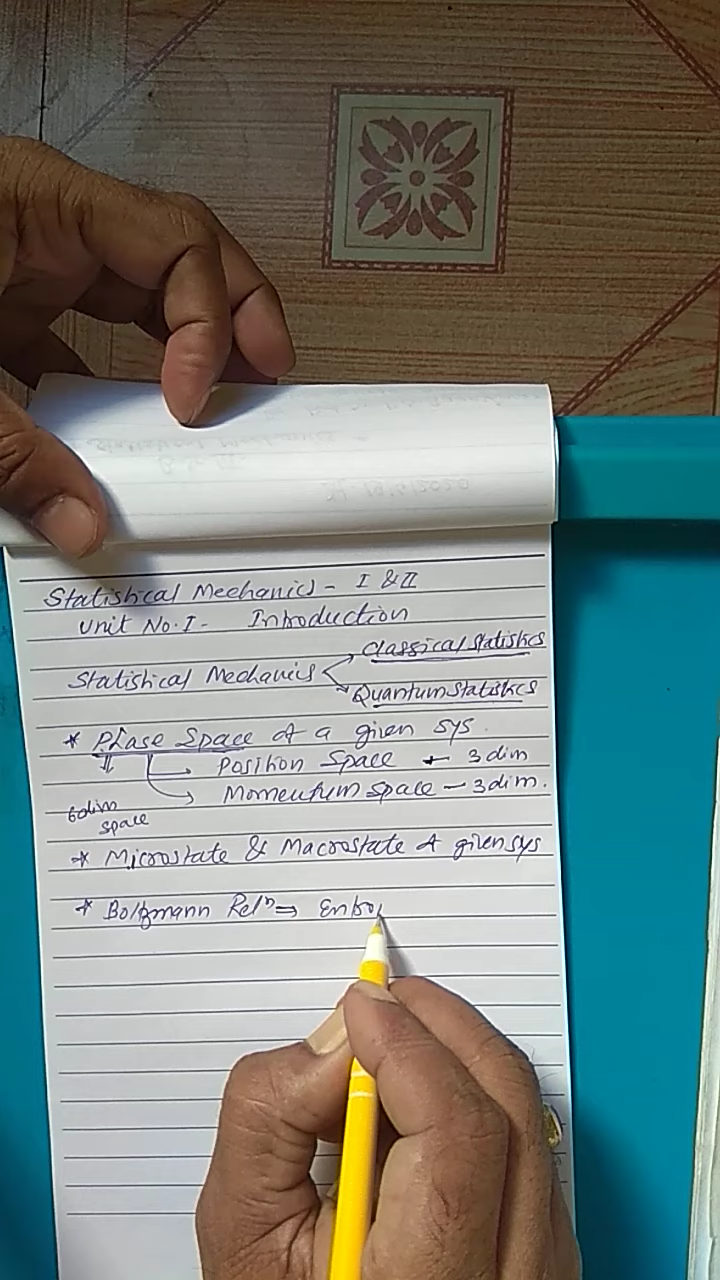 Statistical Mechanics - I & II
Unit No. I - Introduction
Classical Statistics
Statistical Mechanics
Quantum Statistics
* Phase Space of a given sys.
⇓ → Position Space - 3 dim
→ Momentum space - 3 dim.
6 dim
space
* Microstate & Macrostate of given sys
* Boltzmann Relⁿ ⇒ Entro